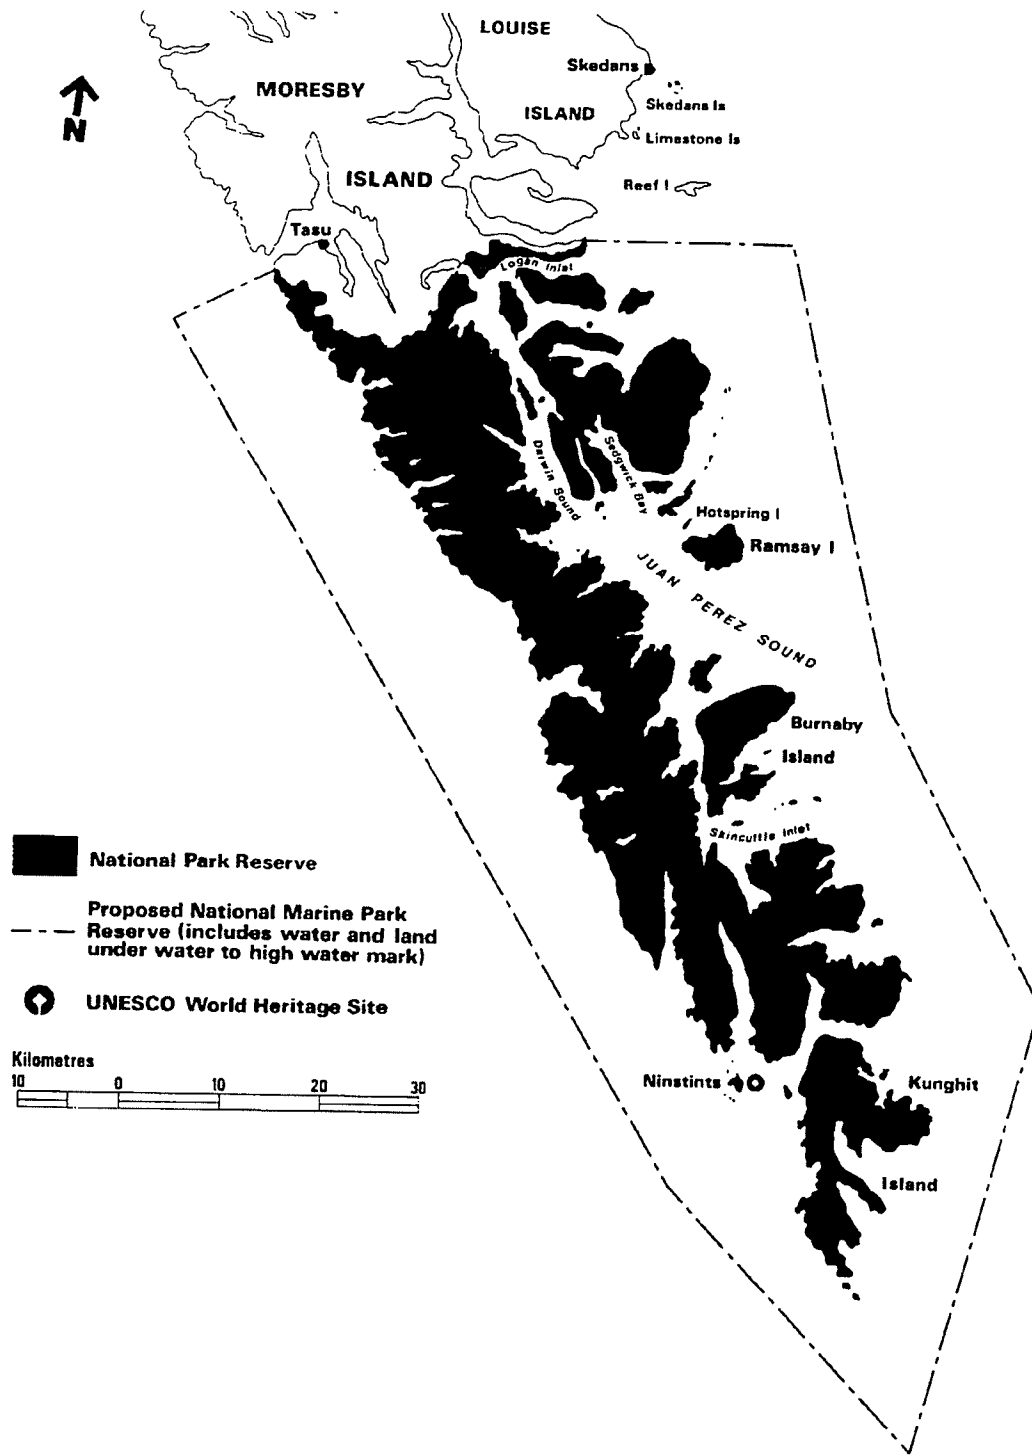 LOUISE
Skedans
MORESBY
Skedans Is
ISLAND
N
Limestone Is
ISLAND
Reef I
Tasu
Logan Inlet
Darwin Sound
Sedgwick Bay
Hotspring I
Ramsay I
JUAN PEREZ SOUND
Burnaby
Island
Skincuttle Inlet
National Park Reserve
Proposed National Marine Park
Reserve (includes water and land
under water to high water mark)
UNESCO World Heritage Site
Kilometres
10 0 10 20 30
Ninstints
Kunghit
Island